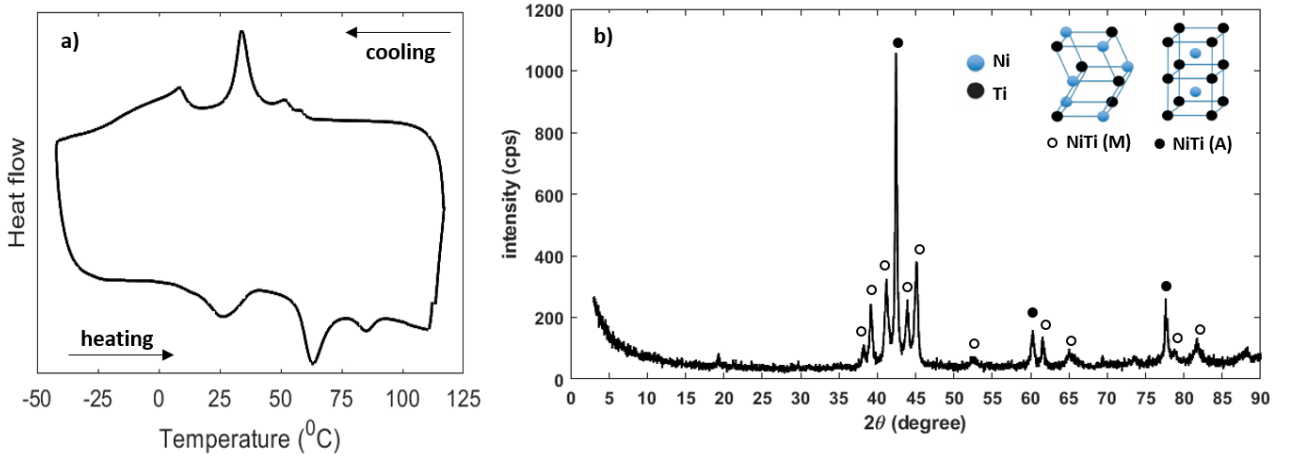 a)
cooling
heating
Heat flow
-50 -25 0 25 50 75 100 125
Temperature (⁰C)
b)
Ni
Ti
NiTi (M) NiTi (A)
intensity (cps)
1200
1000
800
600
400
200
0
0 5 10 15 20 25 30 35 40 45 50 55 60 65 70 75 80 85 90
2θ (degree)